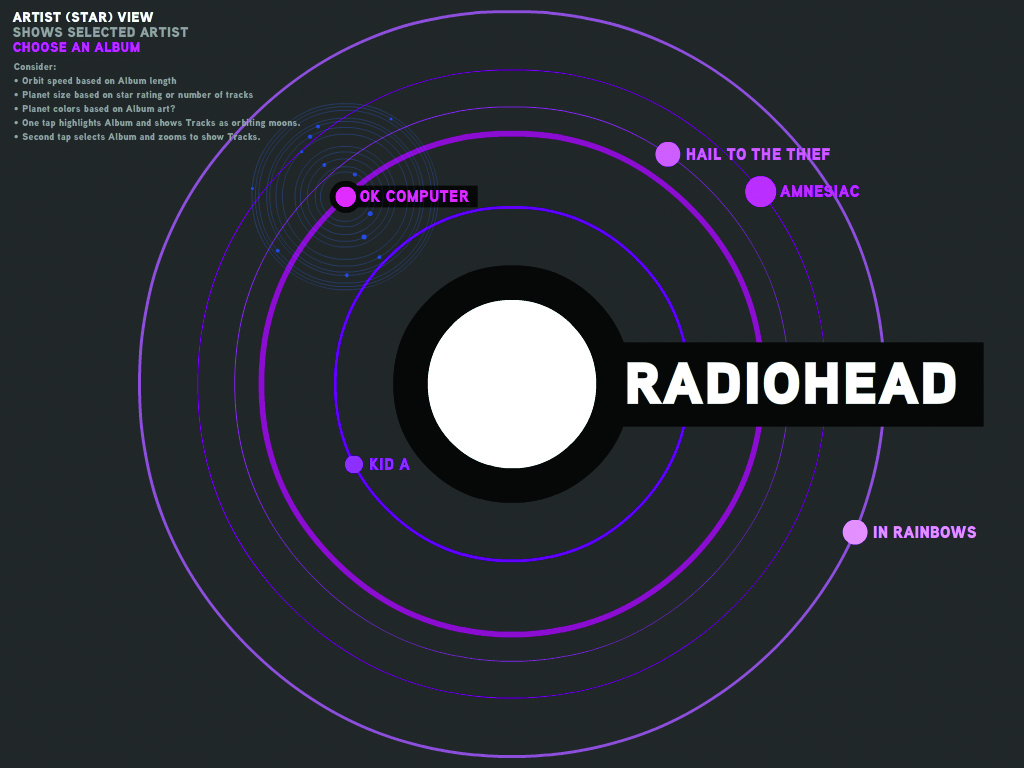 ARTIST (STAR) VIEW
SHOWS SELECTED ARTIST
CHOOSE AN ALBUM
Consider:
• Orbit speed based on Album length
• Planet size based on star rating or number of tracks
• Planet colors based on Album art?
• One tap highlights Album and shows Tracks as orbiting moons.
• Second tap selects Album and zooms to show Tracks.
HAIL TO THE THIEF
AMNESIAC
OK COMPUTER
RADIOHEAD
KID A
IN RAINBOWS